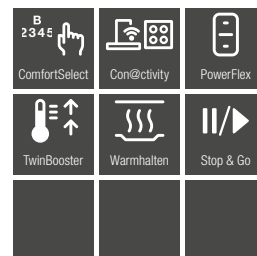 B
2345
ComfortSelect
Con@ctivity
PowerFlex
TwinBooster
Warmhalten
Stop & Go